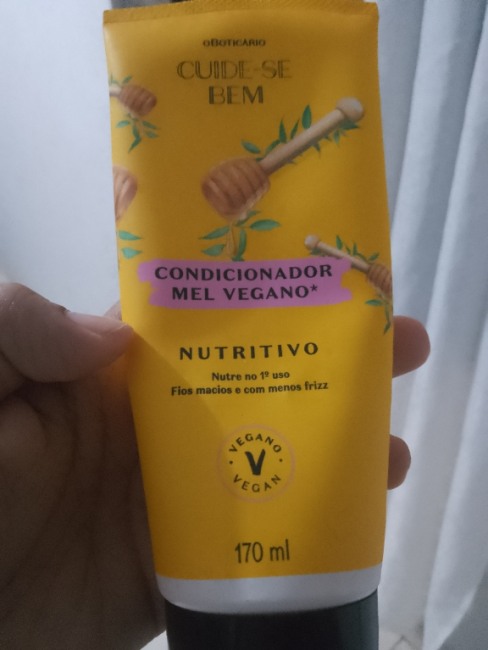 oBOTICÁRIO
CUIDE-SE
BEM
CONDICIONADOR
MEL VEGANO*
NUTRITIVO
Nutre no 1º uso
Fios macios e com menos frizz
VEGANO
V
VEGAN
170 ml